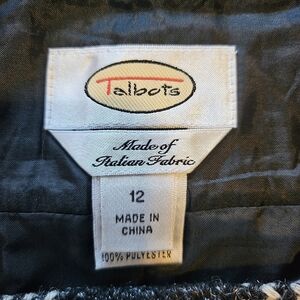 Talbots
Made of
Italian Fabric
12
MADE IN
CHINA
100% POLYESTER